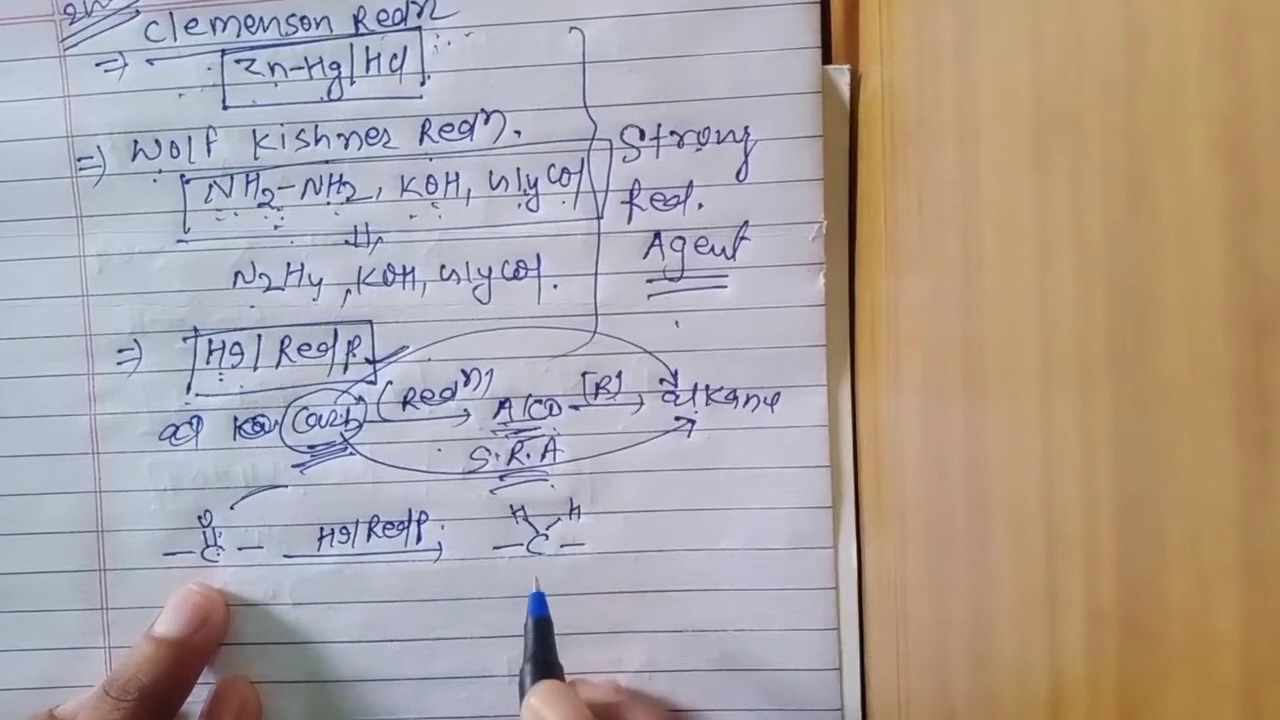 Clemenson Redn
⇒ Zn-Hg/HCl
⇒ Wolf Kishner Redn.
NH2-NH2, KOH, Glycol
Strong
Red.
Agent
N2H4, KOH, Glycol.
⇒ HI/Red/P
Carb (Redn) → Alco [R] → alkane
S.R.A
O H H
-C- HI/Red/P. → -C-